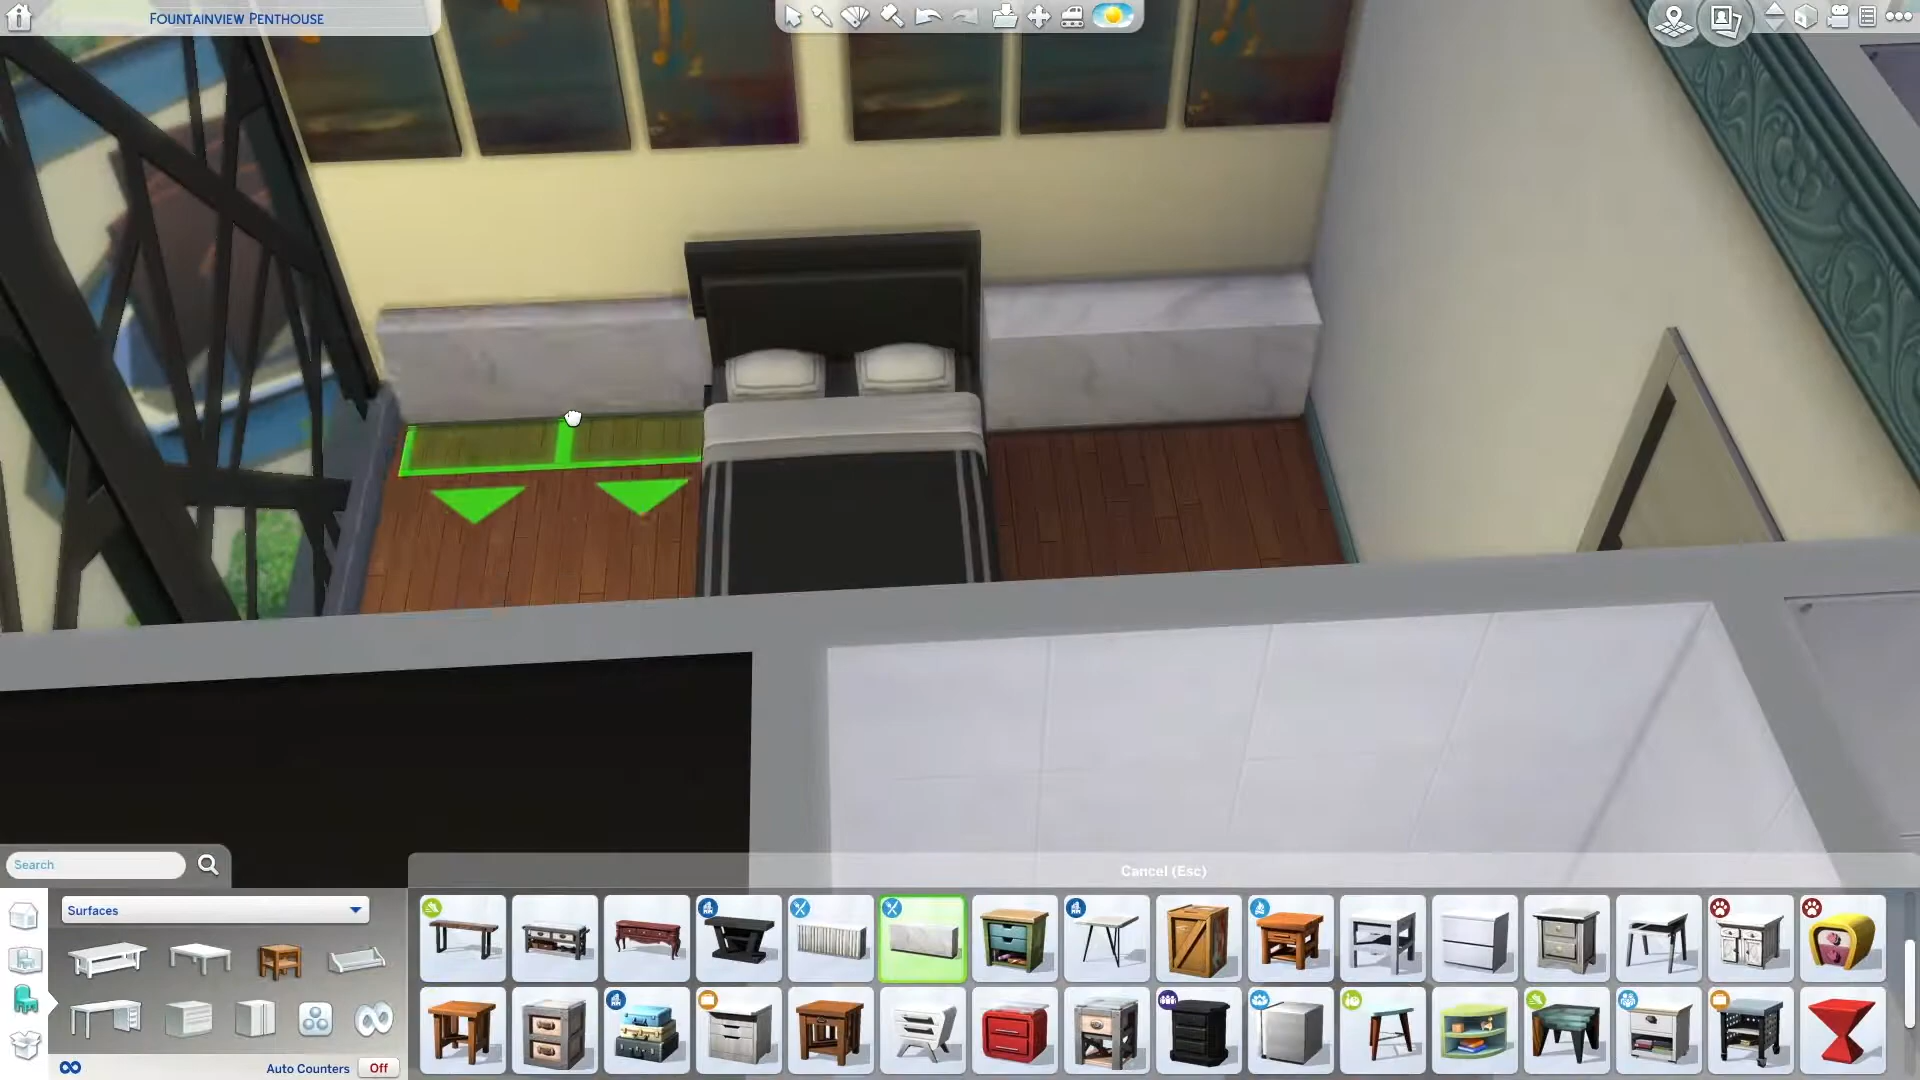 Fountainview Penthouse
Search
Cancel (Esc)
Surfaces
Auto Counters Off